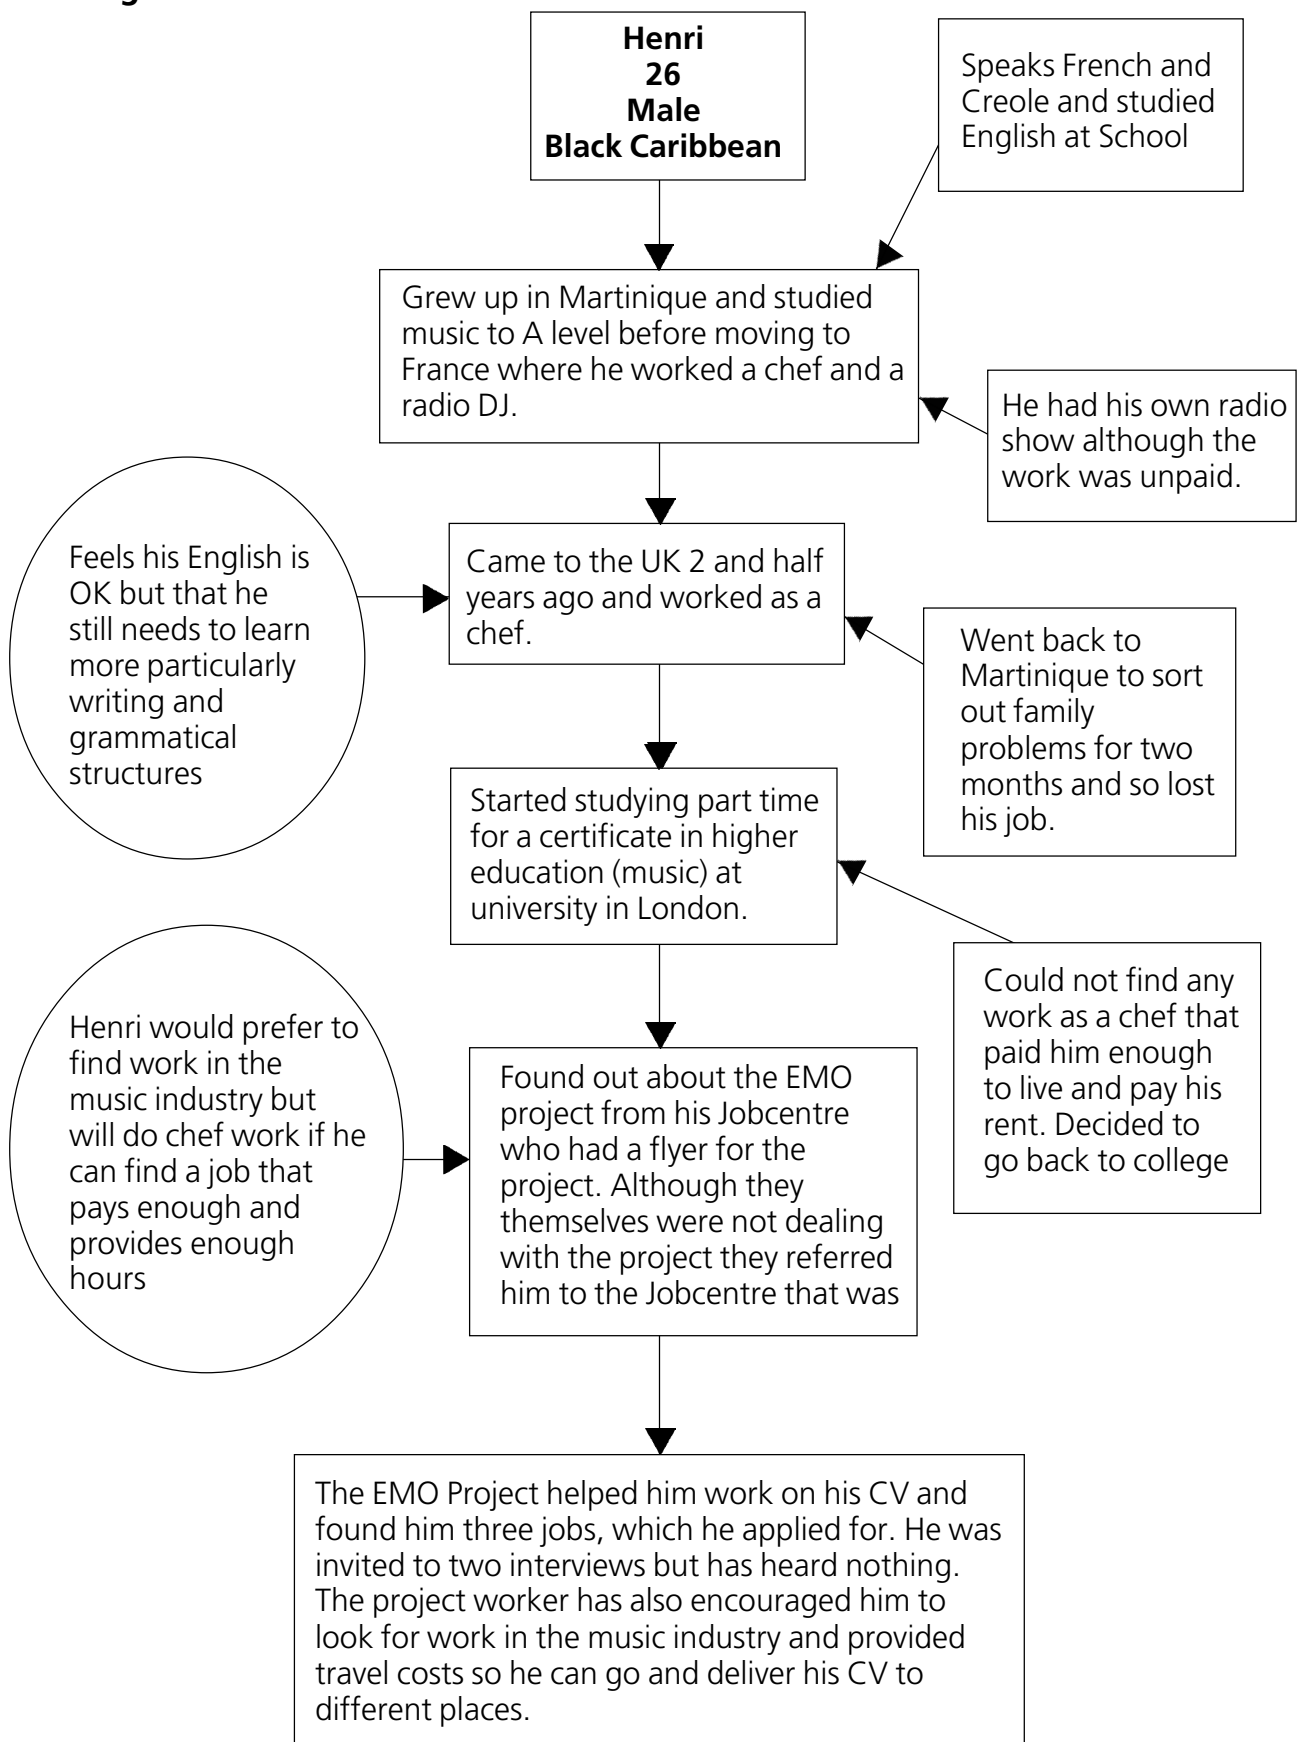 Henri
26
Male
Black Caribbean
Speaks French and
Creole and studied
English at School
Grew up in Martinique and studied
music to A level before moving to
France where he worked a chef and a
radio DJ.
He had his own radio
show although the
work was unpaid.
Feels his English is
OK but that he
still needs to learn
more particularly
writing and
grammatical
structures
Came to the UK 2 and half
years ago and worked as a
chef.
Went back to
Martinique to sort
out family
problems for two
months and so lost
his job.
Started studying part time
for a certificate in higher
education (music) at
university in London.
Could not find any
work as a chef that
paid him enough
to live and pay his
rent. Decided to
go back to college
Henri would prefer to
find work in the
music industry but
will do chef work if he
can find a job that
pays enough and
provides enough
hours
Found out about the EMO
project from his Jobcentre
who had a flyer for the
project. Although they
themselves were not dealing
with the project they referred
him to the Jobcentre that was
The EMO Project helped him work on his CV and
found him three jobs, which he applied for. He was
invited to two interviews but has heard nothing.
The project worker has also encouraged him to
look for work in the music industry and provided
travel costs so he can go and deliver his CV to
different places.